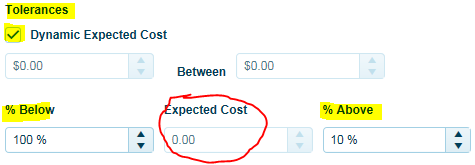 Tolerances
Dynamic Expected Cost
$0.00 Between $0.00
% Below Expected Cost % Above
100 % 0.00 10 %